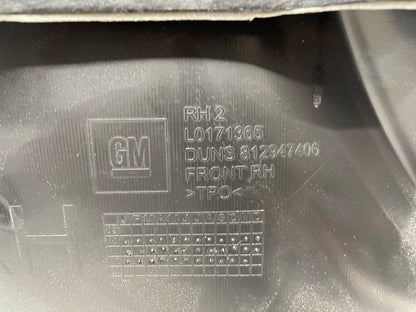 GM
RH 2
L0171365
DUNS 812947406
FRONT RH
>TPO<